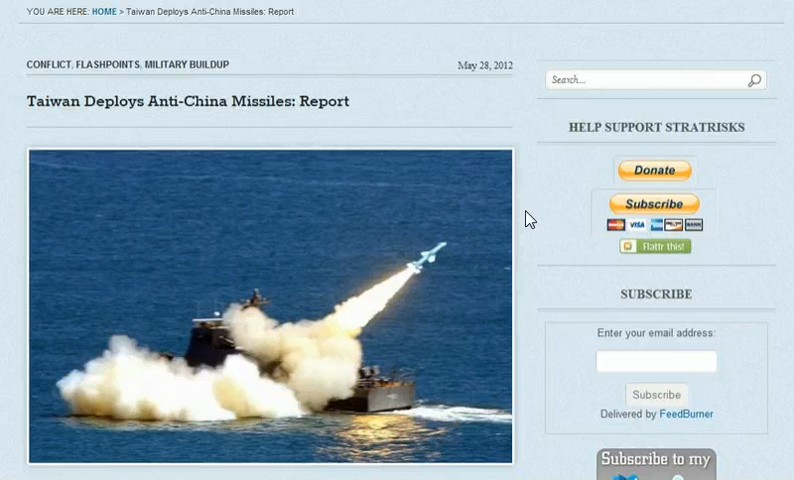 YOU ARE HERE: HOME > Taiwan Deploys Anti-China Missiles: Report
CONFLICT, FLASHPOINTS, MILITARY BUILDUP
May 28, 2012
Taiwan Deploys Anti-China Missiles: Report
Search...
HELP SUPPORT STRATRISKS
Donate
Subscribe
VISA
Flattr this!
SUBSCRIBE
Enter your email address:
Subscribe
Delivered by FeedBurner
Subscribe to my